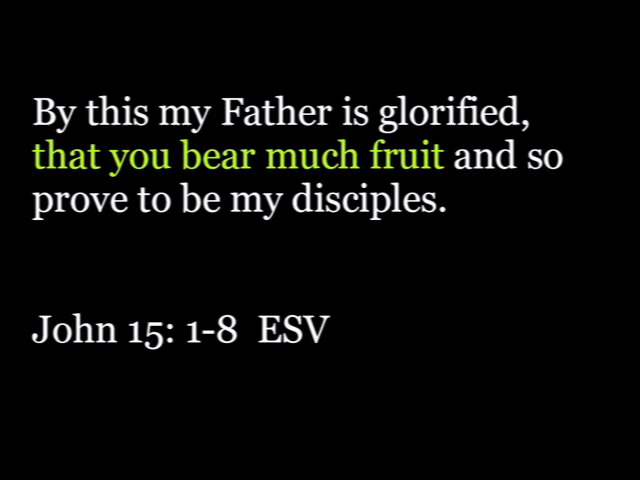 By this my Father is glorified,
that you bear much fruit and so
prove to be my disciples.
John 15: 1-8  ESV